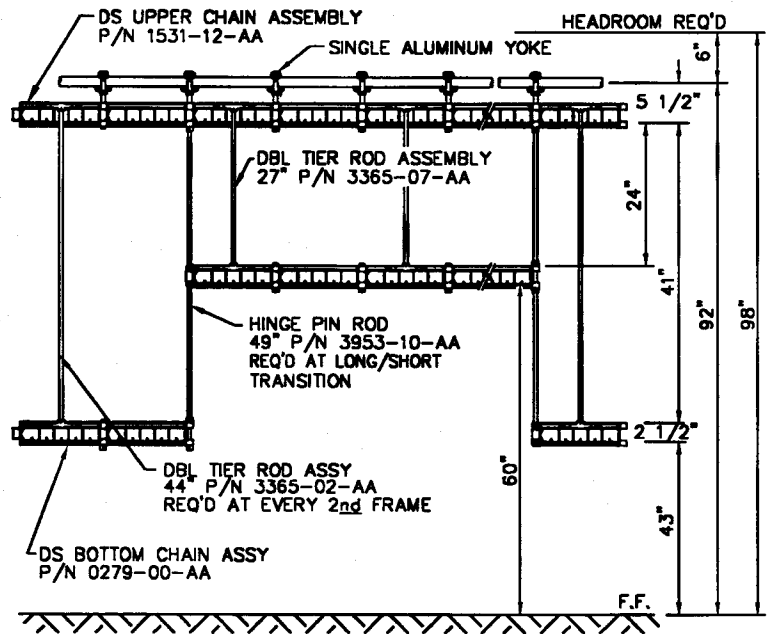 DS UPPER CHAIN ASSEMBLY
P/N 1531-12-AA
HEADROOM REQ'D
SINGLE ALUMINUM YOKE
6"
5 1/2"
DBL TIER ROD ASSEMBLY
27" P/N 3365-07-AA
24"
41"
92"
98"
HINGE PIN ROD
49" P/N 3953-10-AA
REQ'D AT LONG/SHORT
TRANSITION
2 1/2"
DBL TIER ROD ASSY
44" P/N 3365-02-AA
REQ'D AT EVERY 2nd FRAME
60"
43"
DS BOTTOM CHAIN ASSY
P/N 0279-00-AA
F.F.